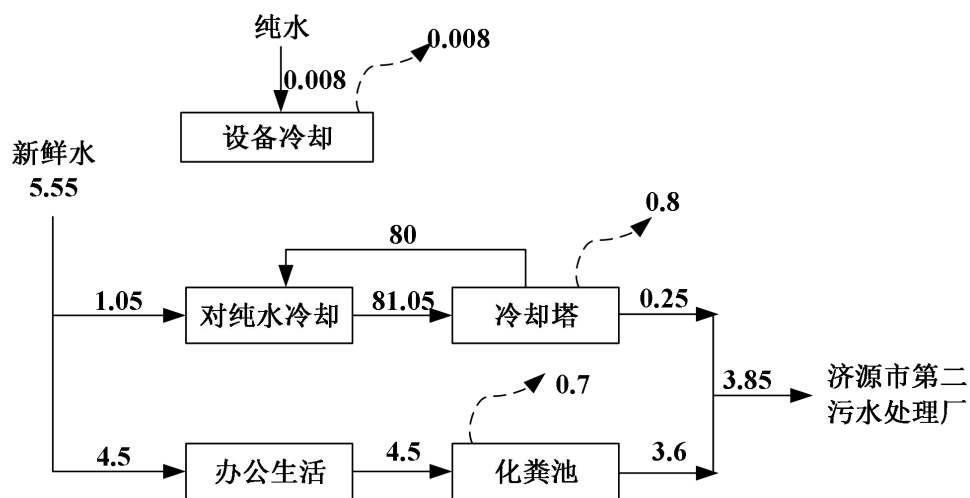 纯水
0.008
0.008
设备冷却
新鲜水
5.55
0.8
80
1.05
对纯水冷却
81.05
冷却塔
0.25
0.7
3.85
济源市第二
污水处理厂
4.5
办公生活
4.5
化粪池
3.6